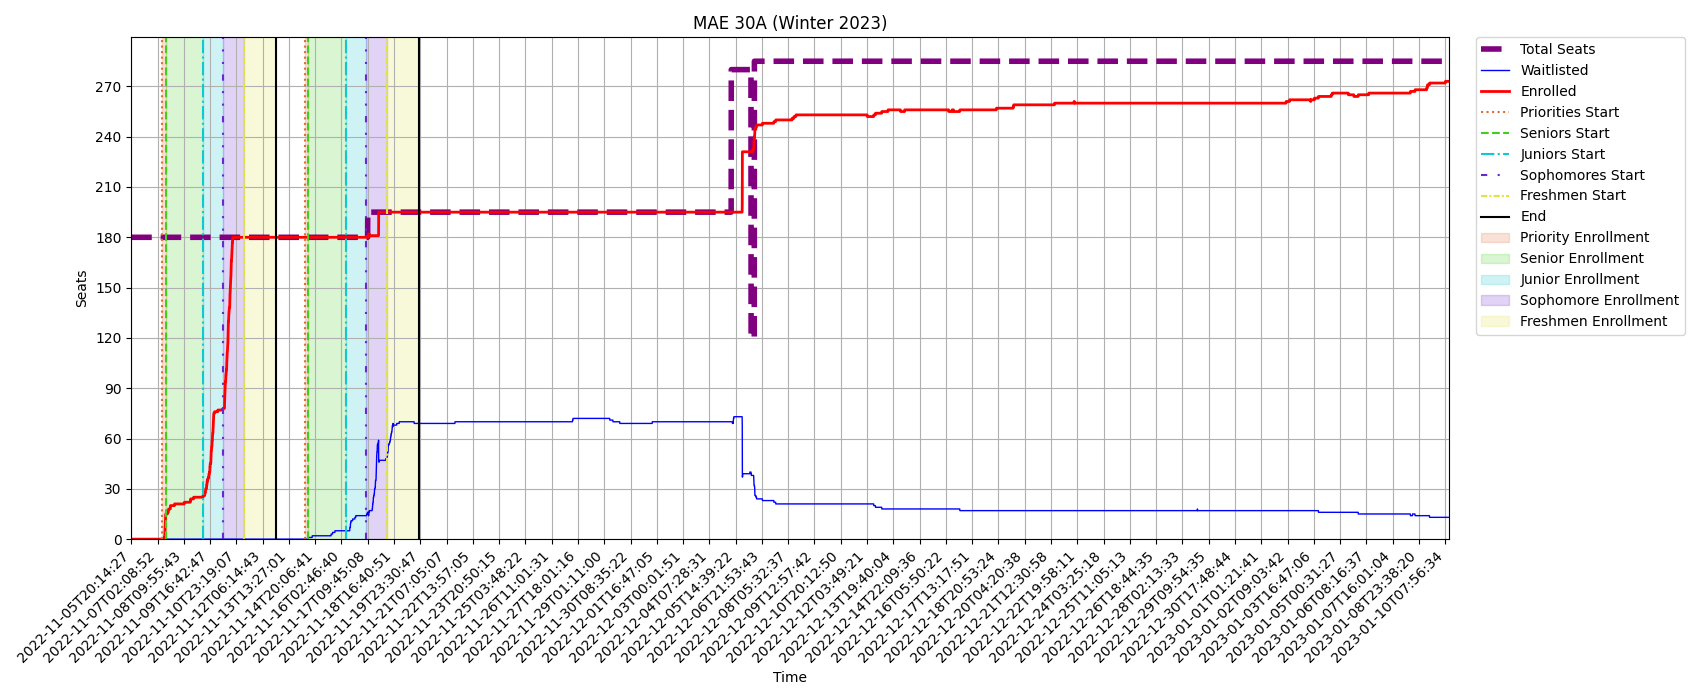 MAE 30A (Winter 2023)
Total Seats
Waitlisted
Enrolled
Priorities Start
Seniors Start
Juniors Start
Sophomores Start
Freshmen Start
End
Priority Enrollment
Senior Enrollment
Junior Enrollment
Sophomore Enrollment
Freshmen Enrollment
Seats
270
240
210
180
150
120
90
60
30
0
2022-11-05T20:14:27
2022-11-07T02:08:52
2022-11-08T09:55:43
2022-11-09T16:42:47
2022-11-10T23:19:07
2022-11-12T06:14:43
2022-11-13T13:27:01
2022-11-14T20:06:41
2022-11-16T02:46:40
2022-11-17T09:45:08
2022-11-18T16:40:51
2022-11-19T23:30:47
2022-11-21T07:05:07
2022-11-22T13:57:05
2022-11-23T20:50:15
2022-11-25T03:48:22
2022-11-26T11:01:31
2022-11-27T18:01:16
2022-11-29T01:11:00
2022-11-30T08:35:22
2022-12-01T16:47:05
2022-12-03T00:01:51
2022-12-04T07:28:31
2022-12-05T14:39:22
2022-12-06T21:53:43
2022-12-08T05:32:37
2022-12-09T12:57:42
2022-12-10T20:12:50
2022-12-12T03:49:21
2022-12-13T19:40:04
2022-12-14T22:09:36
2022-12-16T05:50:22
2022-12-17T13:17:51
2022-12-18T20:53:24
2022-12-20T04:20:38
2022-12-21T12:30:58
2022-12-22T19:58:11
2022-12-24T03:25:18
2022-12-25T11:05:13
2022-12-26T18:44:35
2022-12-28T02:13:33
2022-12-29T09:54:35
2022-12-30T17:48:44
2023-01-01T01:21:41
2023-01-02T09:03:42
2023-01-03T16:47:06
2023-01-05T00:31:27
2023-01-06T08:16:37
2023-01-07T16:01:04
2023-01-08T23:38:20
2023-01-10T07:56:34
Time